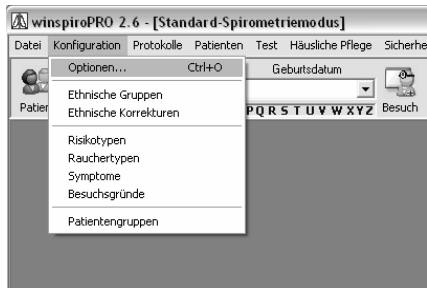 winspiroPRO 2.6 - [Standard-Spirometriemodus]
Datei Konfiguration Protokolle Patienten Test Häusliche Pflege Sicherhe
Optionen... Ctrl+O
Geburtsdatum
Patier
Ethnische Gruppen
Ethnische Korrekturen
P Q R S T U V W X Y Z
Besuch
Risikotypen
Rauchertypen
Symptome
Besuchsgründe
Patientengruppen